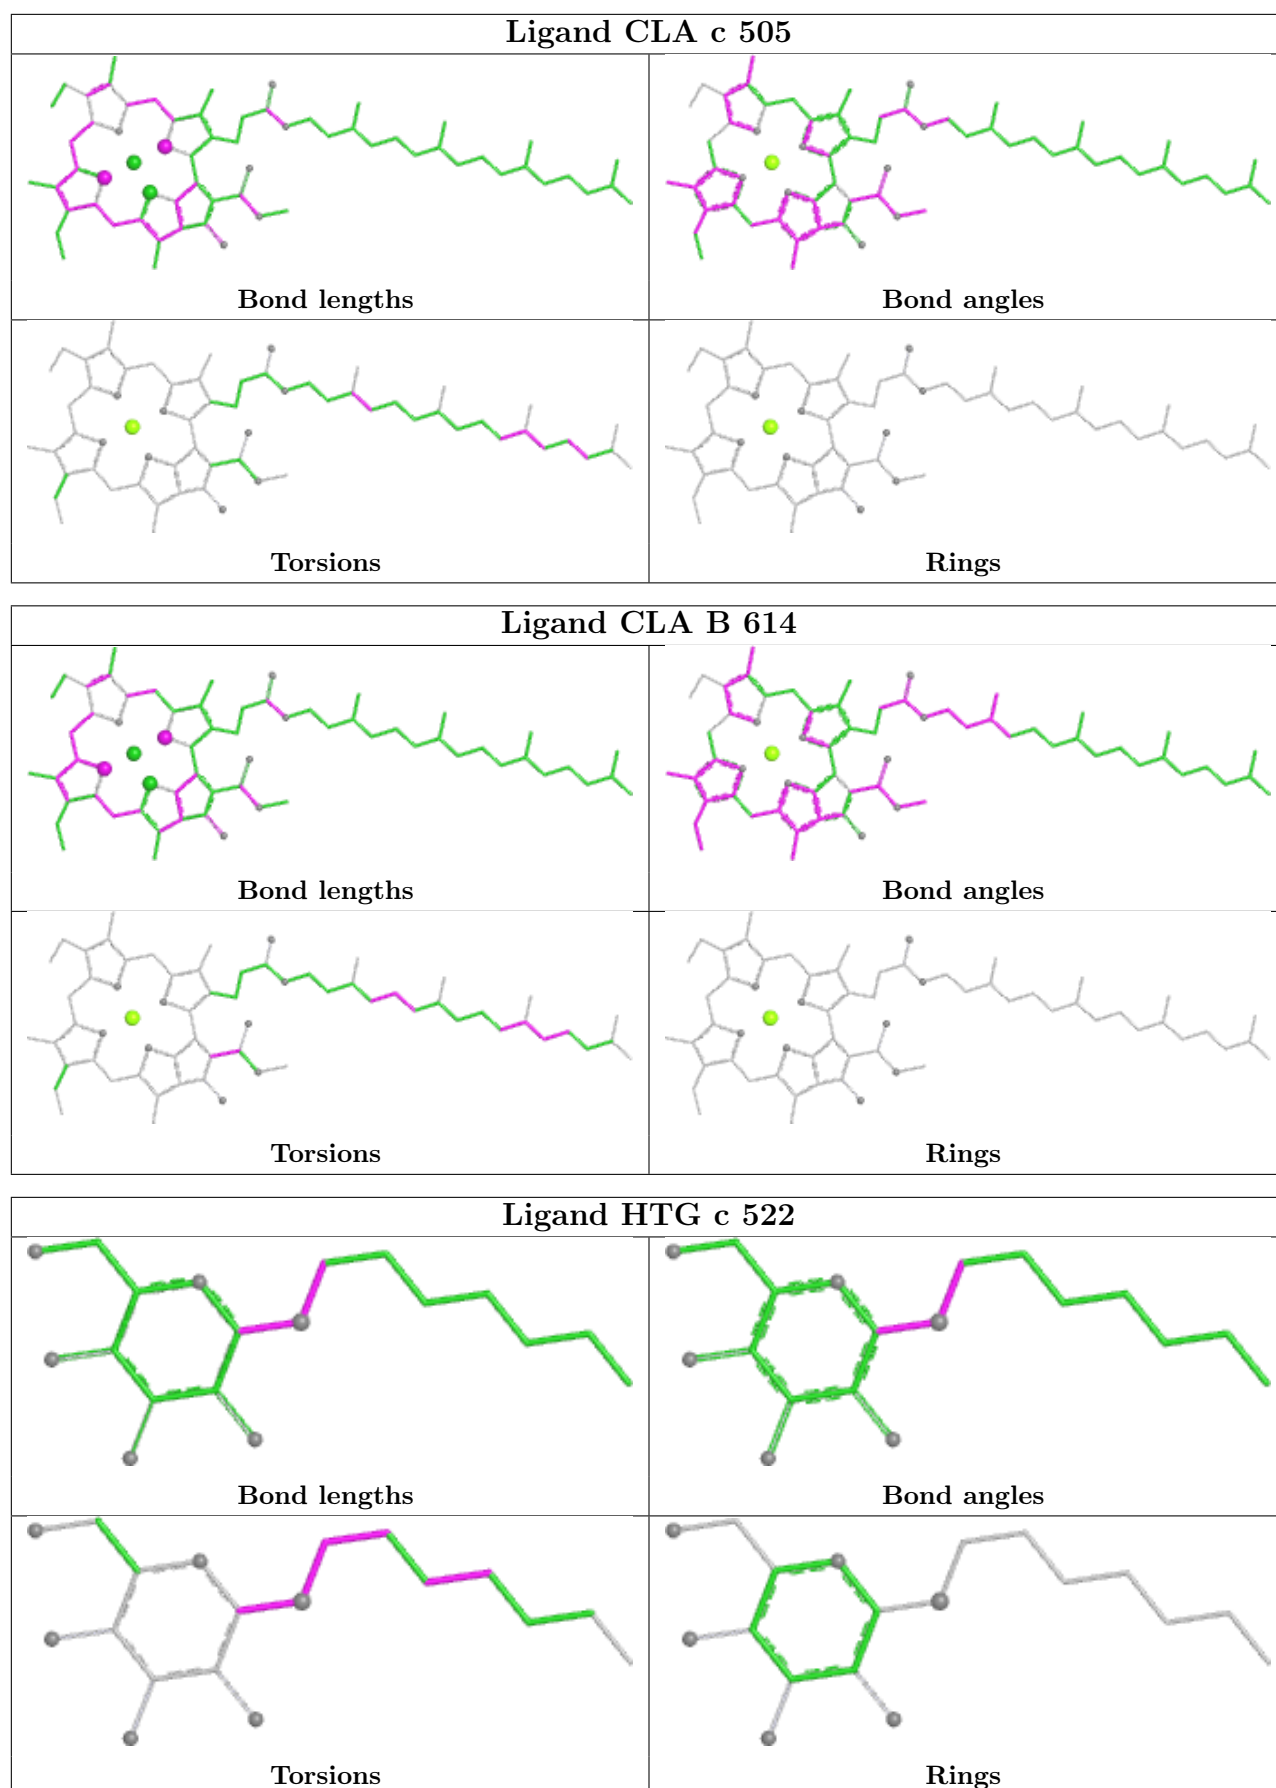 Ligand CLA c 505
Bond lengths
Bond angles
Torsions
Rings
Ligand CLA B 614
Bond lengths
Bond angles
Torsions
Rings
Ligand HTG c 522
Bond lengths
Bond angles
Torsions
Rings